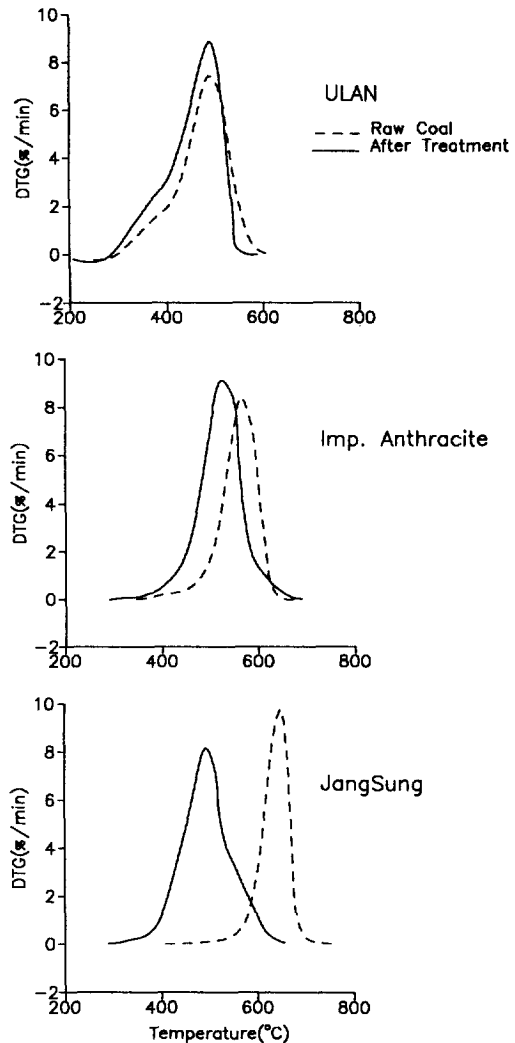 10
8
6
4
2
0
−2
DTG(%/min)
ULAN
Raw Coal
After Treatment
200 400 600 800
10
8
6
4
2
0
−2
DTG(%/min)
Imp. Anthracite
200 400 600 800
10
8
6
4
2
0
−2
DTG(%/min)
JangSung
200 400 600 800
Temperature(°C)